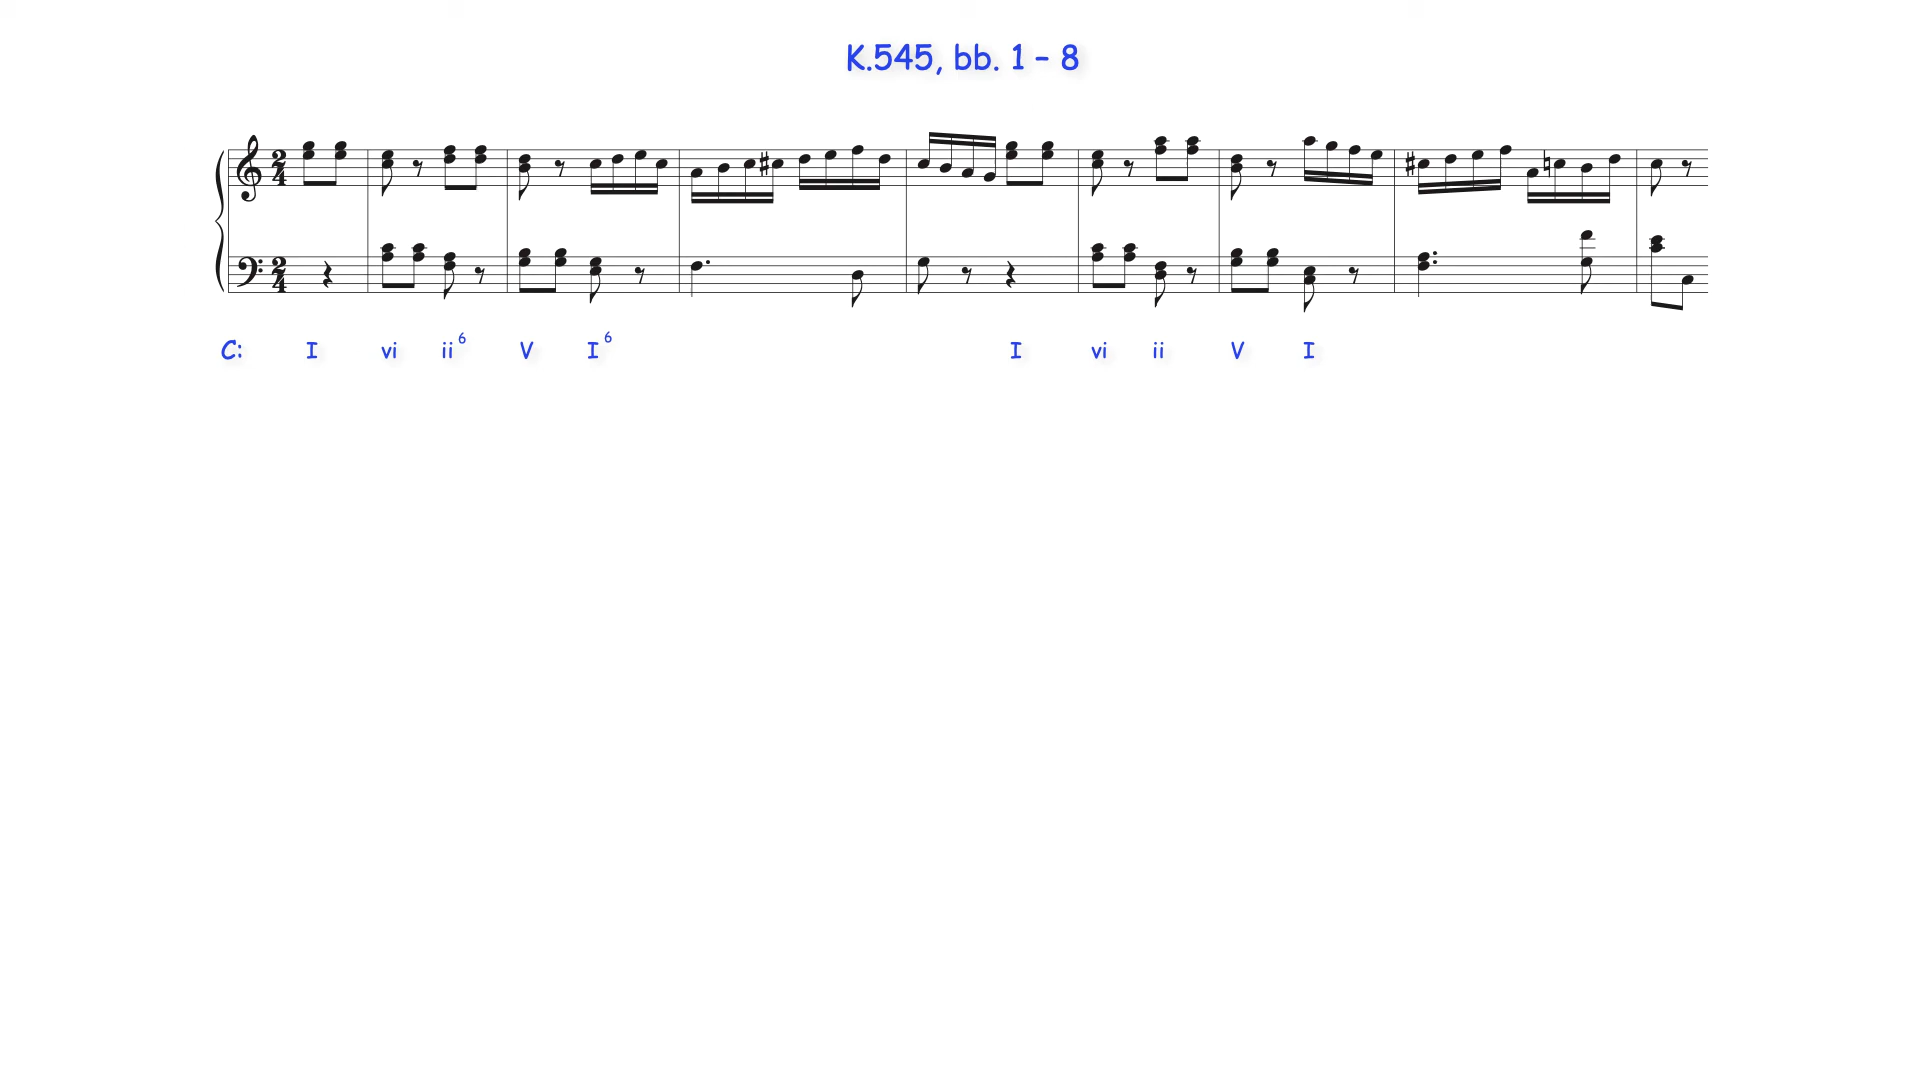 K.545, bb. 1 – 8
2 4
2 4
C: I vi ii⁶ V I⁶ I vi ii V I